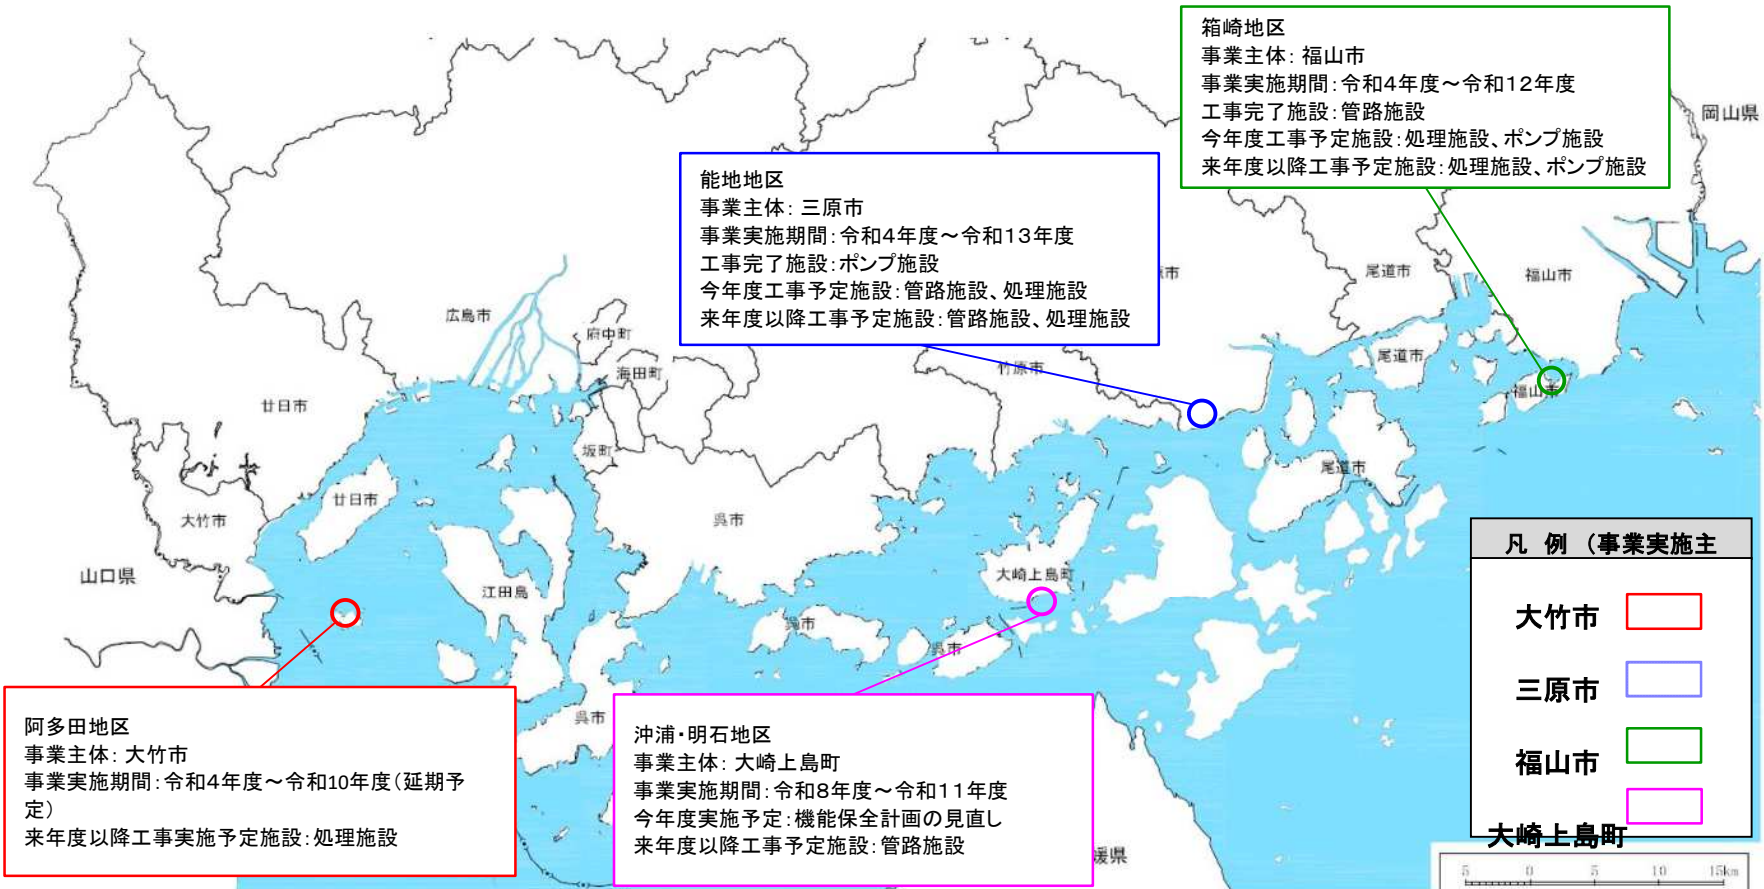 箱崎地区
事業主体：福山市
事業実施期間：令和4年度～令和12年度
工事完了施設：管路施設
今年度工事予定施設：処理施設、ポンプ施設
来年度以降工事予定施設：処理施設、ポンプ施設
岡山県
能地地区
事業主体：三原市
事業実施期間：令和4年度～令和13年度
工事完了施設：ポンプ施設
今年度工事予定施設：管路施設、処理施設
来年度以降工事予定施設：管路施設、処理施設
原市
尾道市
福山市
広島市
府中町
海田町
竹原市
尾道市
福山市
廿日市
坂町
尾道市
廿日市
大竹市
呉市
山口県
江田島
大崎上島町
呉市
呉市
呉市
凡 例 （事業実施主
大竹市
三原市
福山市
大崎上島町
阿多田地区
事業主体：大竹市
事業実施期間：令和4年度～令和10年度（延期予
定）
来年度以降工事実施予定施設：処理施設
沖浦・明石地区
事業主体：大崎上島町
事業実施期間：令和8年度～令和11年度
今年度実施予定：機能保全計画の見直し
来年度以降工事予定施設：管路施設
媛県
5 0 5 10 15km